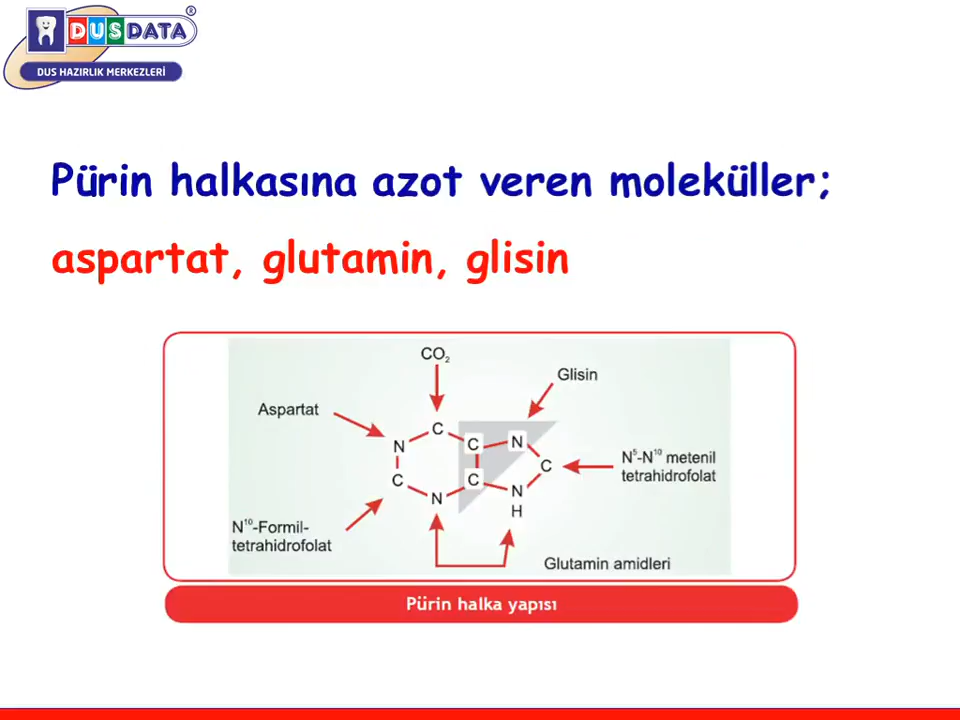 DUSDATA®
DUS HAZIRLIK MERKEZLERİ
Pürin halkasına azot veren moleküller;
aspartat, glutamin, glisin
CO₂
Glisin
Aspartat
C
N
C
N
C
N⁵-N¹⁰ metenil
tetrahidrofolat
C
C
N
N
H
N¹⁰-Formil-
tetrahidrofolat
Glutamin amidleri
Pürin halka yapısı